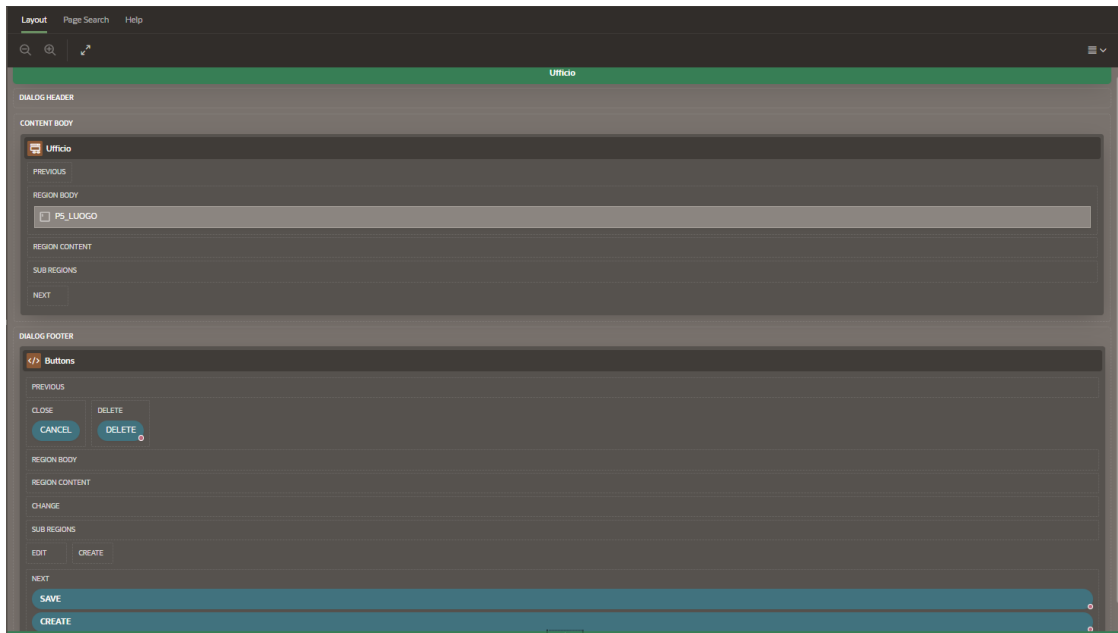 Layout Page Search Help
Ufficio
DIALOG HEADER
CONTENT BODY
Ufficio
PREVIOUS
REGION BODY
P5_LUOGO
REGION CONTENT
SUB REGIONS
NEXT
DIALOG FOOTER
</> Buttons
PREVIOUS
CLOSE DELETE
CANCEL DELETE
REGION BODY
REGION CONTENT
CHANGE
SUB REGIONS
EDIT CREATE
NEXT
SAVE
CREATE